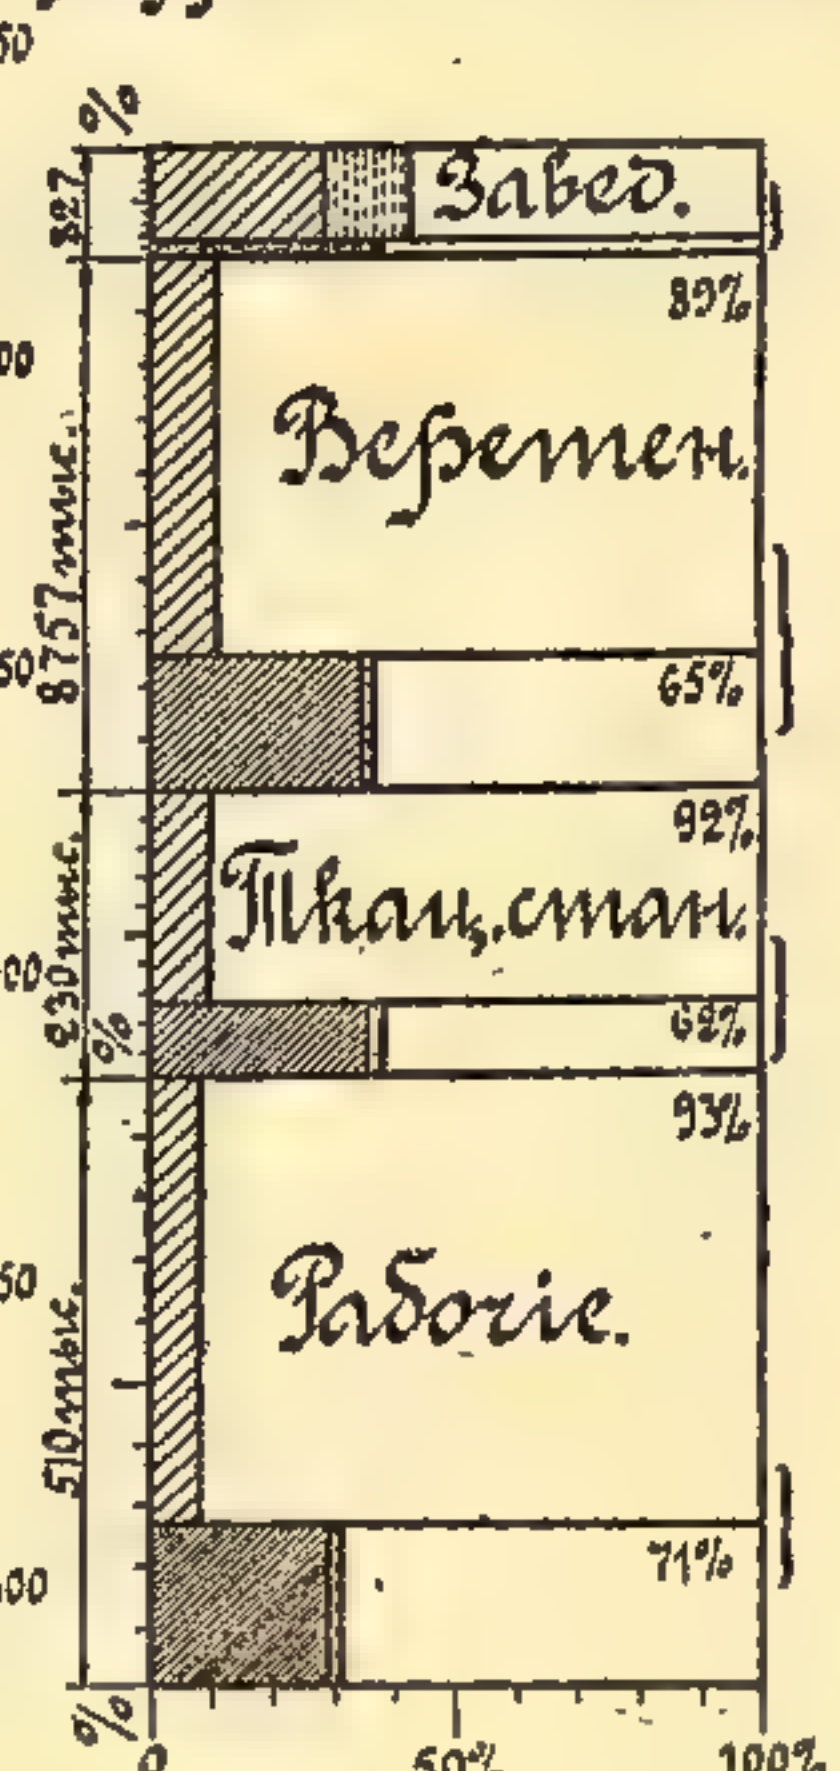 %
827
Завед.
89%
Веретен.
8757 тыс.
65%
92%
Ткац. стан.
230 тыс.
62%
%
93%
Рабочіе.
510 тыс.
71%
%
0
50%
100%